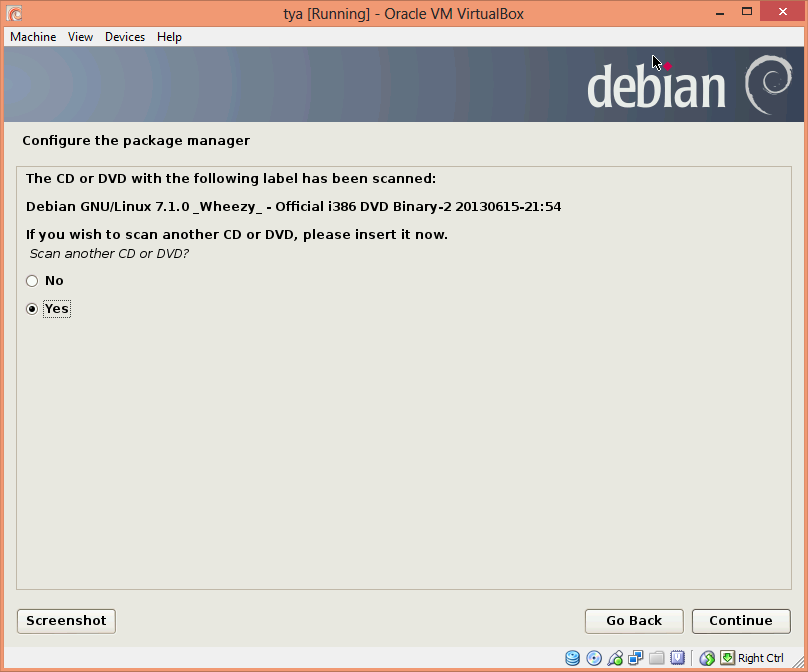 tya [Running] - Oracle VM VirtualBox
Machine View Devices Help
debian
Configure the package manager
The CD or DVD with the following label has been scanned:
Debian GNU/Linux 7.1.0 _Wheezy_ - Official i386 DVD Binary-2 20130615-21:54
If you wish to scan another CD or DVD, please insert it now.
Scan another CD or DVD?
No
Yes
Screenshot Go Back Continue
Right Ctrl